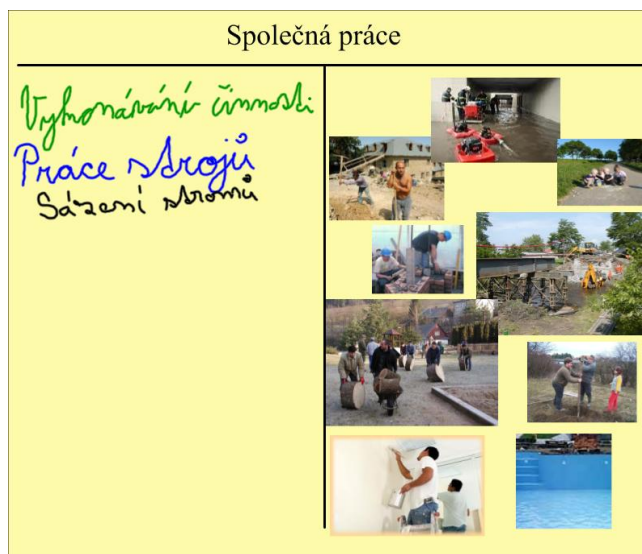 Společná práce
Vykonávání činnosti
Práce strojů
Sázení stromů